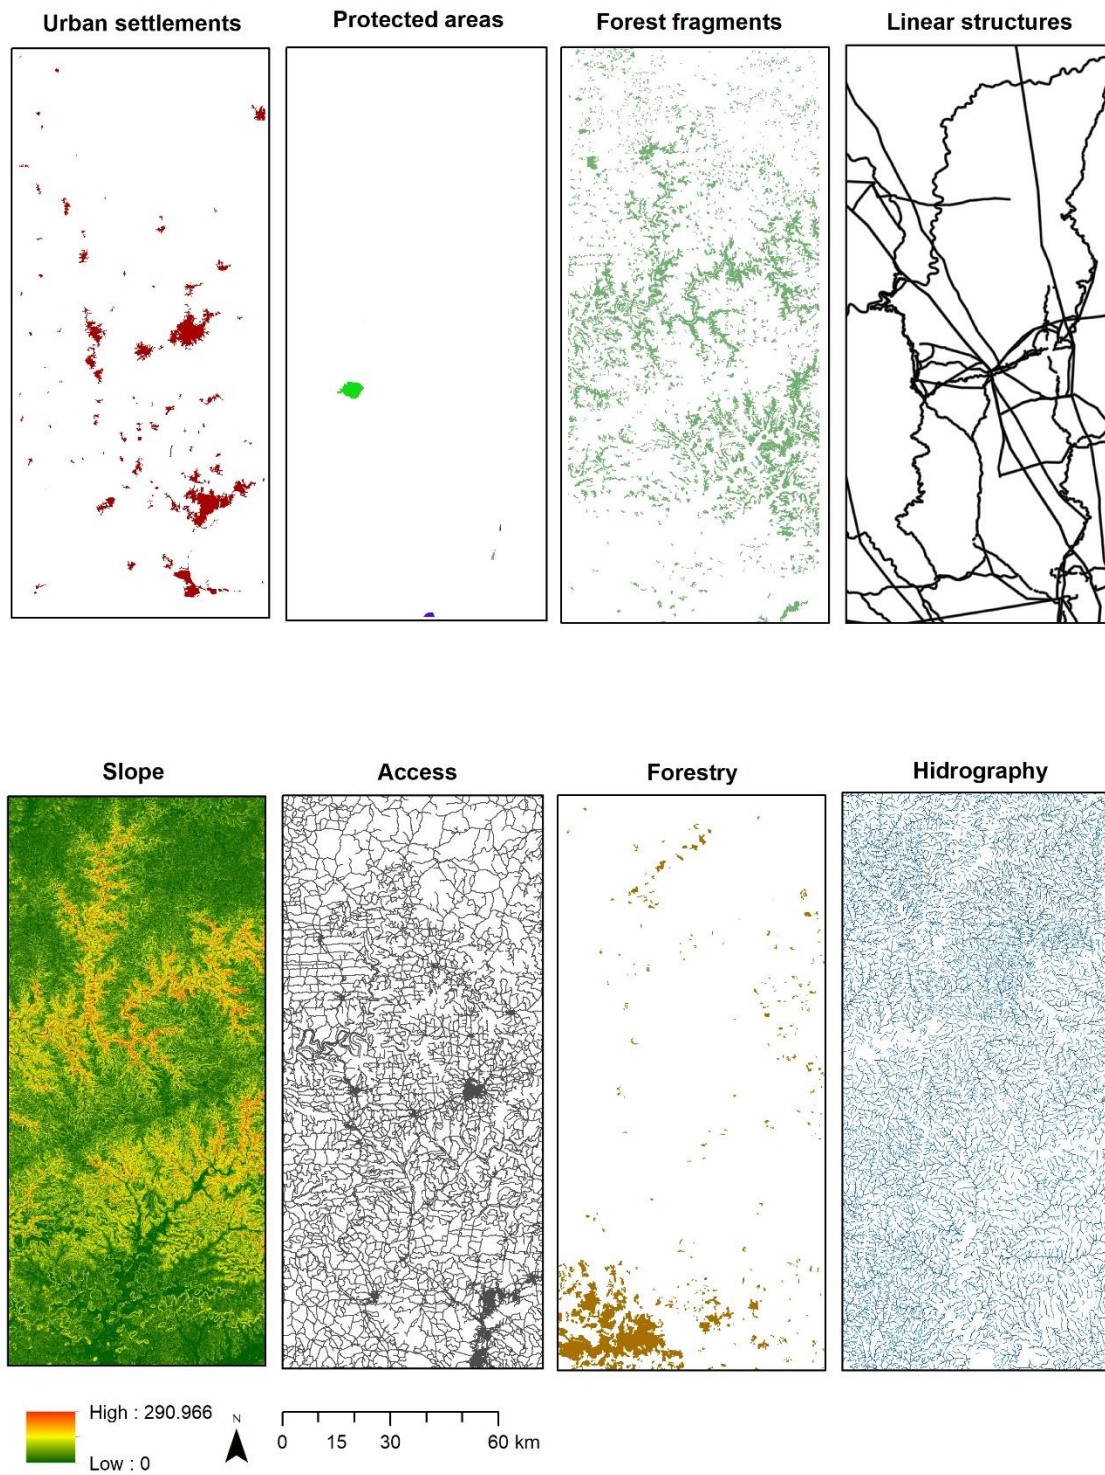 Urban settlements
Protected areas
Forest fragments
Linear structures
Slope
Access
Forestry
Hidrography
High : 290.966
Low : 0
N
0 15 30 60 km